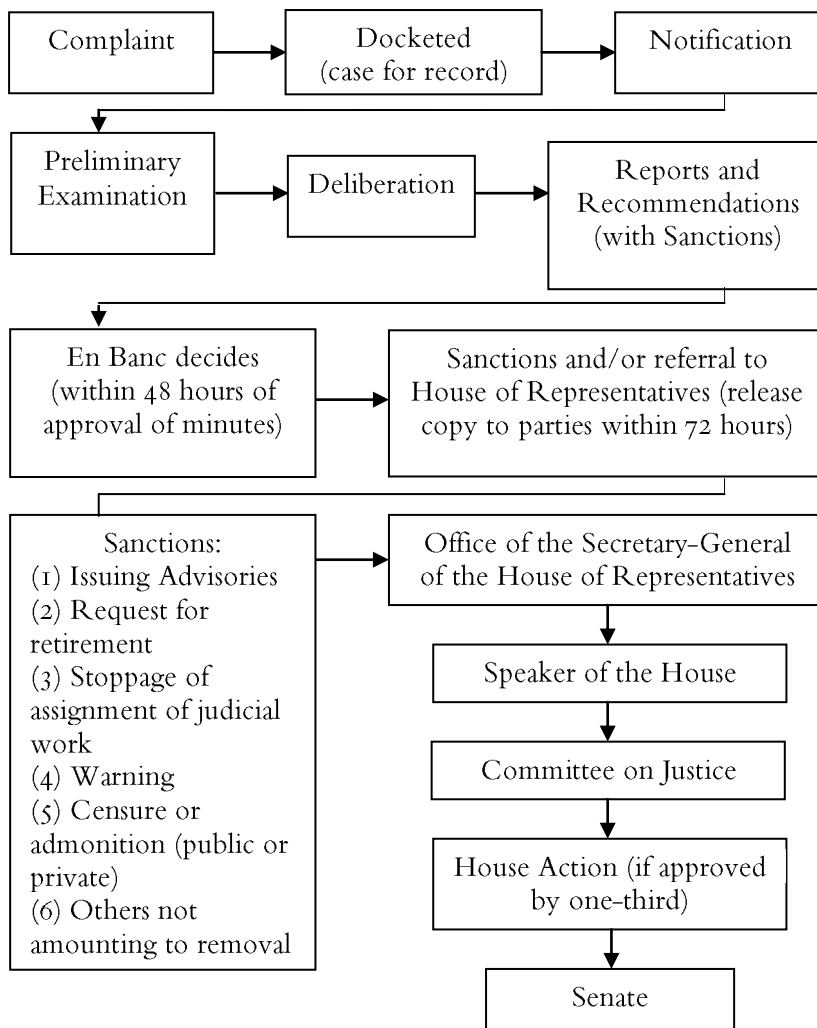 Complaint
Docketed
(case for record)
Notification
Preliminary
Examination
Deliberation
Reports and
Recommendations
(with Sanctions)
En Banc decides
(within 48 hours of
approval of minutes)
Sanctions and/or referral to
House of Representatives (release
copy to parties within 72 hours)
Sanctions:
(1) Issuing Advisories
(2) Request for
retirement
(3) Stoppage of
assignment of judicial
work
(4) Warning
(5) Censure or
admonition (public or
private)
(6) Others not
amounting to removal
Office of the Secretary-General
of the House of Representatives
Speaker of the House
Committee on Justice
House Action (if approved
by one-third)
Senate